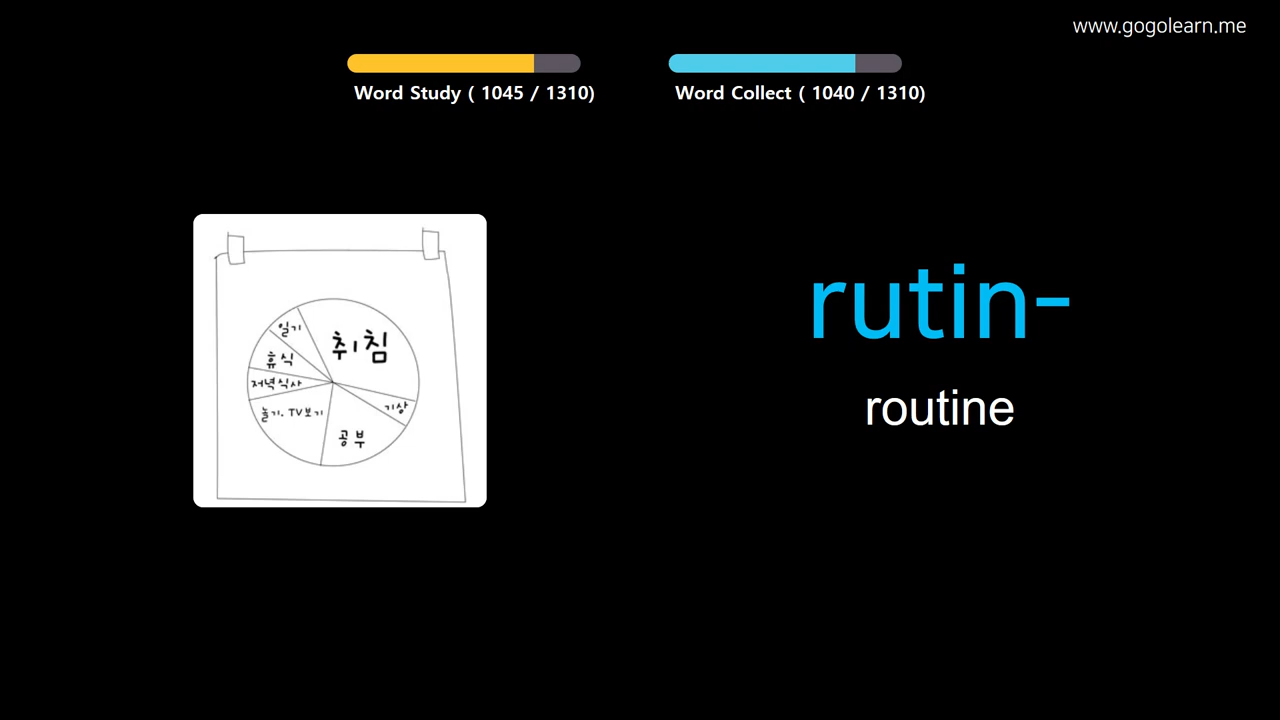 www.gogolearn.me
Word Study ( 1045 / 1310)
Word Collect ( 1040 / 1310)
일기
취침
휴식
저녁식사
놀기. TV보기
기상
공부
rutin-
routine